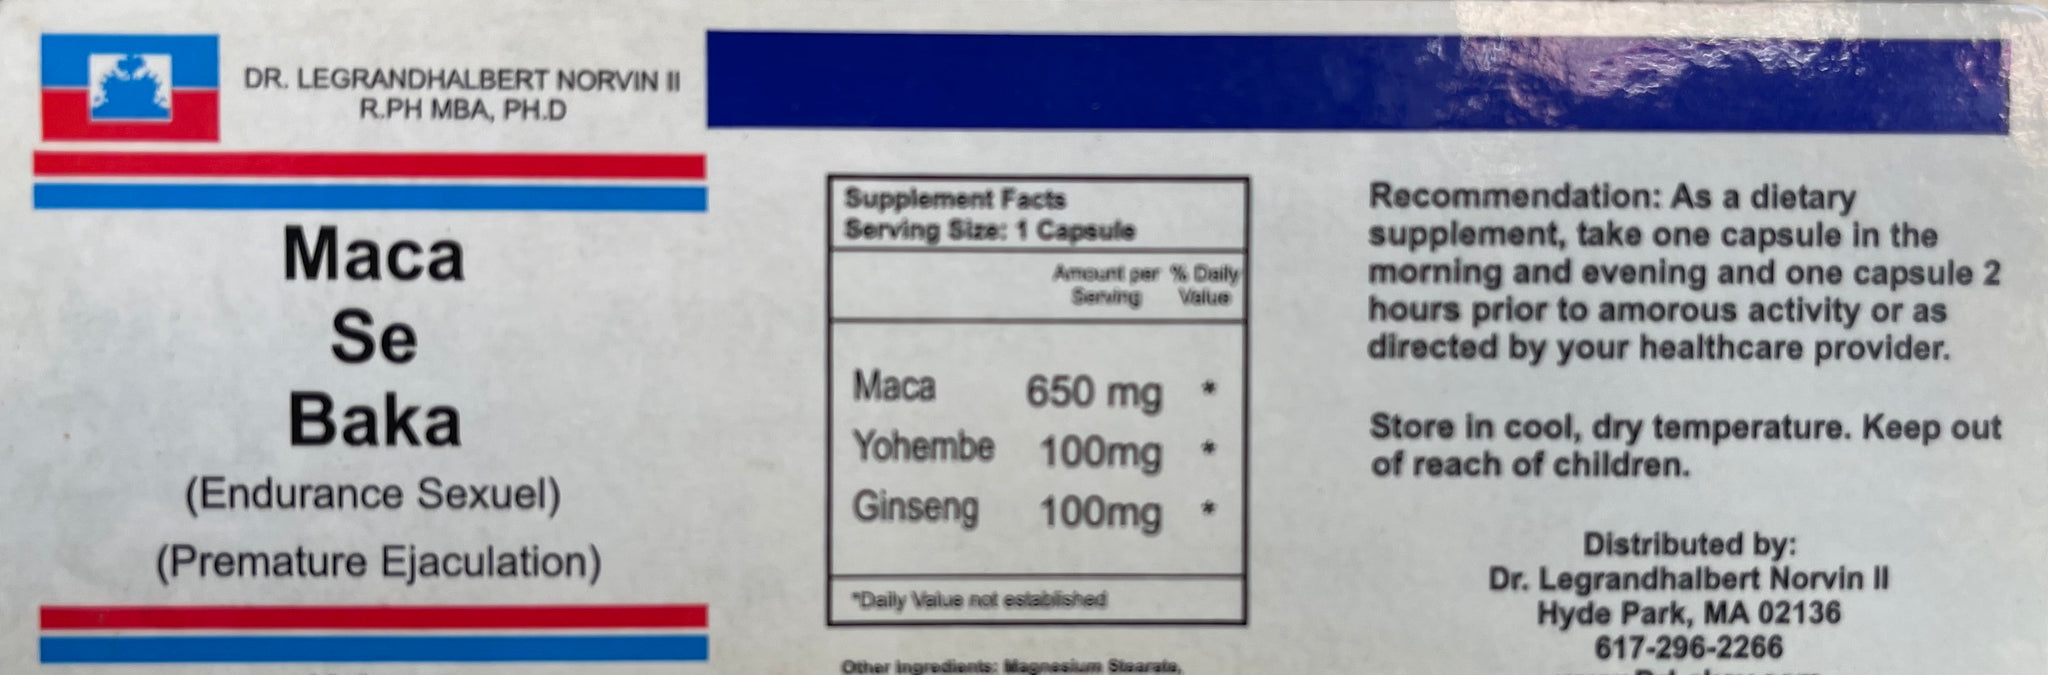 DR. LEGRANDHALBERT NORVIN II
R.PH MBA, PH.D
Maca
Se
Baka
(Endurance Sexuel)
(Premature Ejaculation)
Supplement Facts
Serving Size: 1 Capsule
Amount per % Daily
Serving Value
Maca 650 mg *
Yohembe 100mg *
Ginseng 100mg *
*Daily Value not established
Other Ingredients: Magnesium Stearate,
Recommendation: As a dietary
supplement, take one capsule in the
morning and evening and one capsule 2
hours prior to amorous activity or as
directed by your healthcare provider.
Store in cool, dry temperature. Keep out
of reach of children.
Distributed by:
Dr. Legrandhalbert Norvin II
Hyde Park, MA 02136
617-296-2266